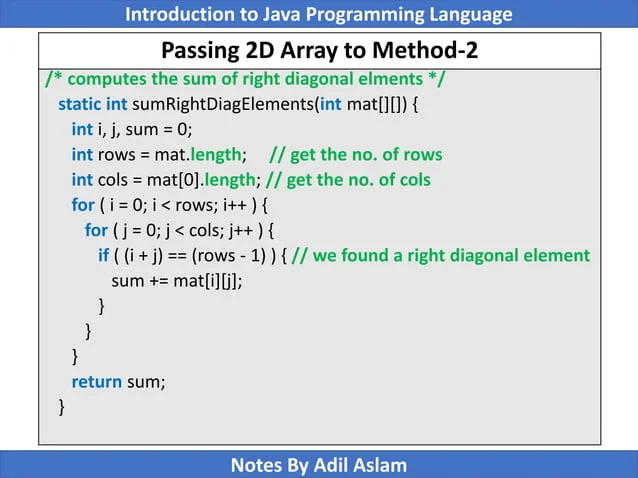 Introduction to Java Programming Language
Passing 2D Array to Method-2
/* computes the sum of right diagonal elments */
static int sumRightDiagElements(int mat[][]) {
int i, j, sum = 0;
int rows = mat.length; // get the no. of rows
int cols = mat[0].length; // get the no. of cols
for ( i = 0; i < rows; i++ ) {
for ( j = 0; j < cols; j++ ) {
if ( (i + j) == (rows - 1) ) { // we found a right diagonal element
sum += mat[i][j];
}
}
}
return sum;
}
Notes By Adil Aslam